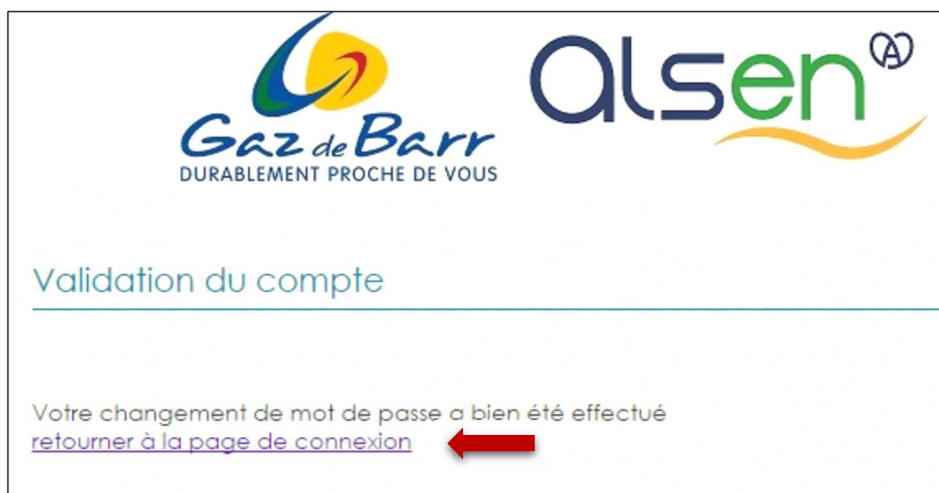 Gaz de Barr
DURABLEMENT PROCHE DE VOUS
alsen
Validation du compte
Votre changement de mot de passe a bien été effectué
retourner à la page de connexion